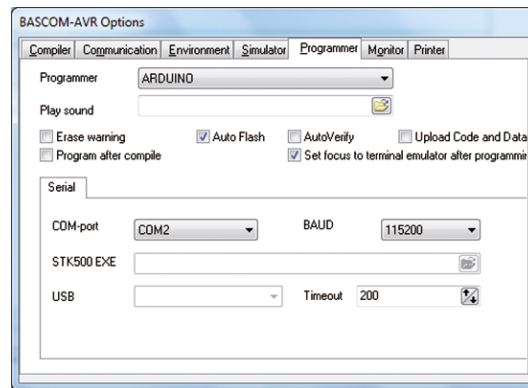 BASCOM-AVR Options
Compiler Communication Environment Simulator Programmer Monitor Printer
Programmer ARDUINO
Play sound
Erase warning Auto Flash AutoVerify Upload Code and Data
Program after compile Set focus to terminal emulator after programmin
Serial
COM-port COM2 BAUD 115200
STK500 EXE
USB Timeout 200